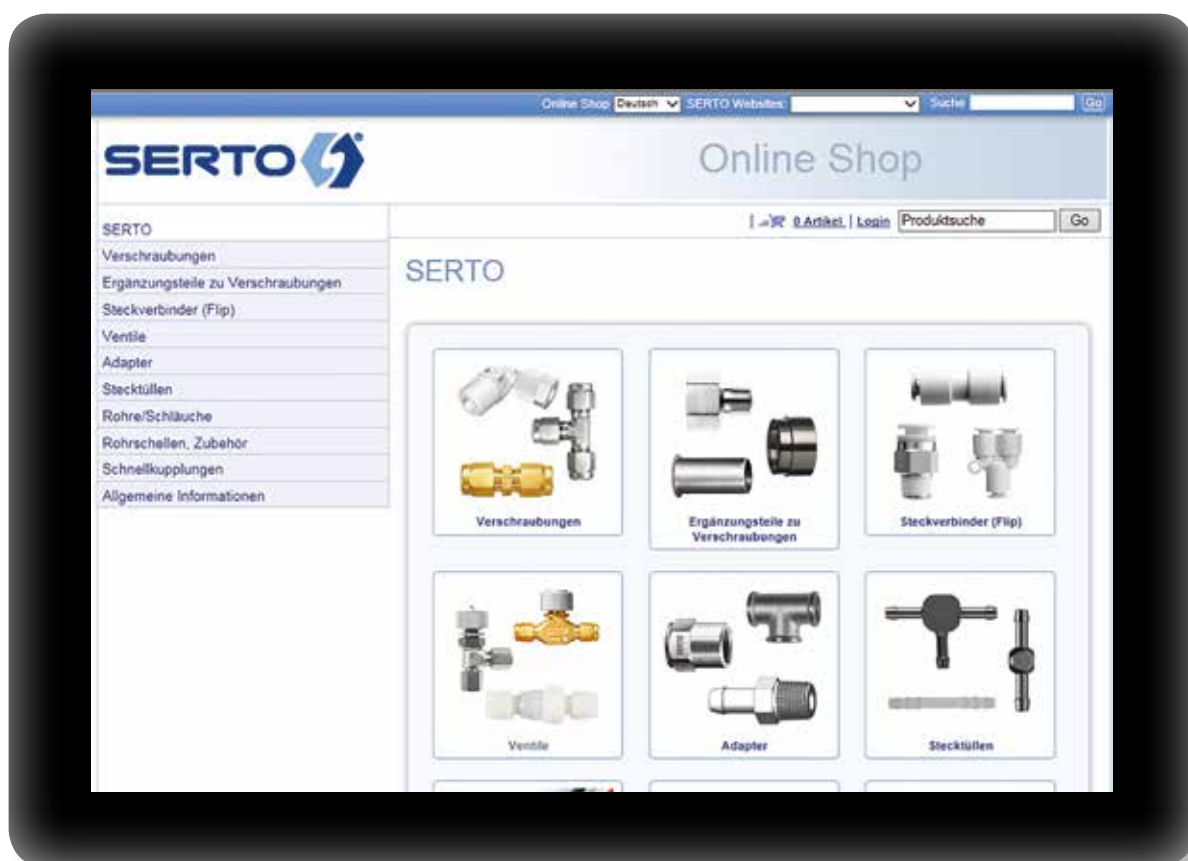 Online Shop Deutsch SERTO Websites: Suche Go
SERTO
Online Shop
0 Artikel | Login Produktsuche Go
SERTO
Verschraubungen
Ergänzungsteile zu Verschraubungen
Steckverbinder (Flip)
Ventile
Adapter
Stecktüllen
Rohre/Schläuche
Rohrschellen, Zubehör
Schnellkupplungen
Allgemeine Informationen
SERTO
Verschraubungen
Ergänzungsteile zu
Verschraubungen
Steckverbinder (Flip)
Ventile
Adapter
Stecktüllen